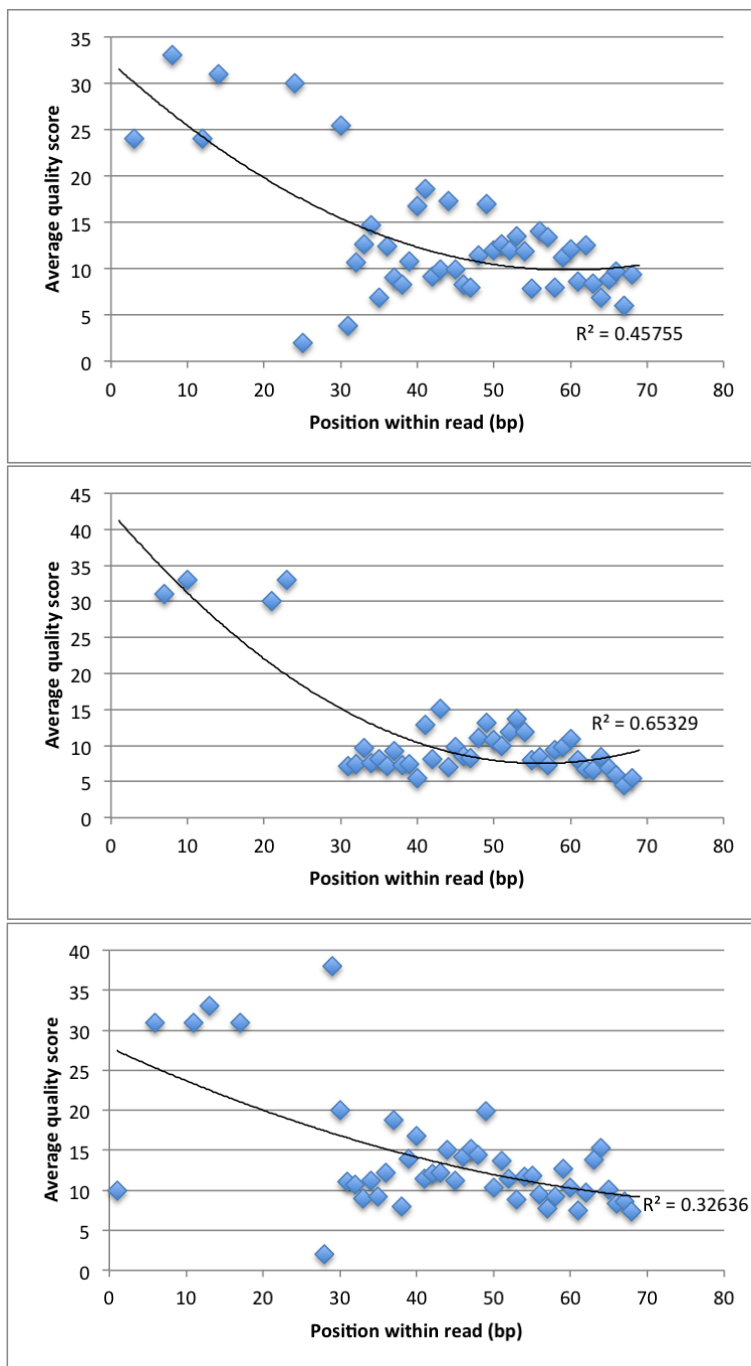 35
30
25
20
15
10
5
0
Average quality score
R² = 0.45755
0 10 20 30 40 50 60 70 80
Position within read (bp)
45
40
35
30
25
20
15
10
5
0
Average quality score
R² = 0.65329
0 10 20 30 40 50 60 70 80
Position within read (bp)
40
35
30
25
20
15
10
5
0
Average quality score
R² = 0.32636
0 10 20 30 40 50 60 70 80
Position within read (bp)